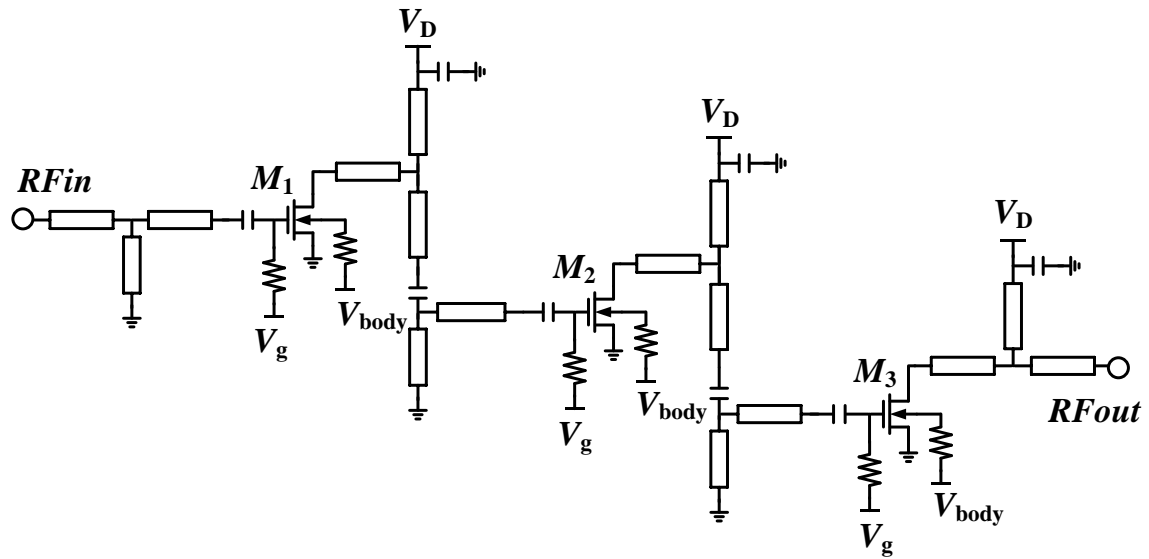 V_D
V_D
RFin
M_1
V_D
M_2
V_body
V_g
M_3
V_body
RFout
V_g
V_body
V_g